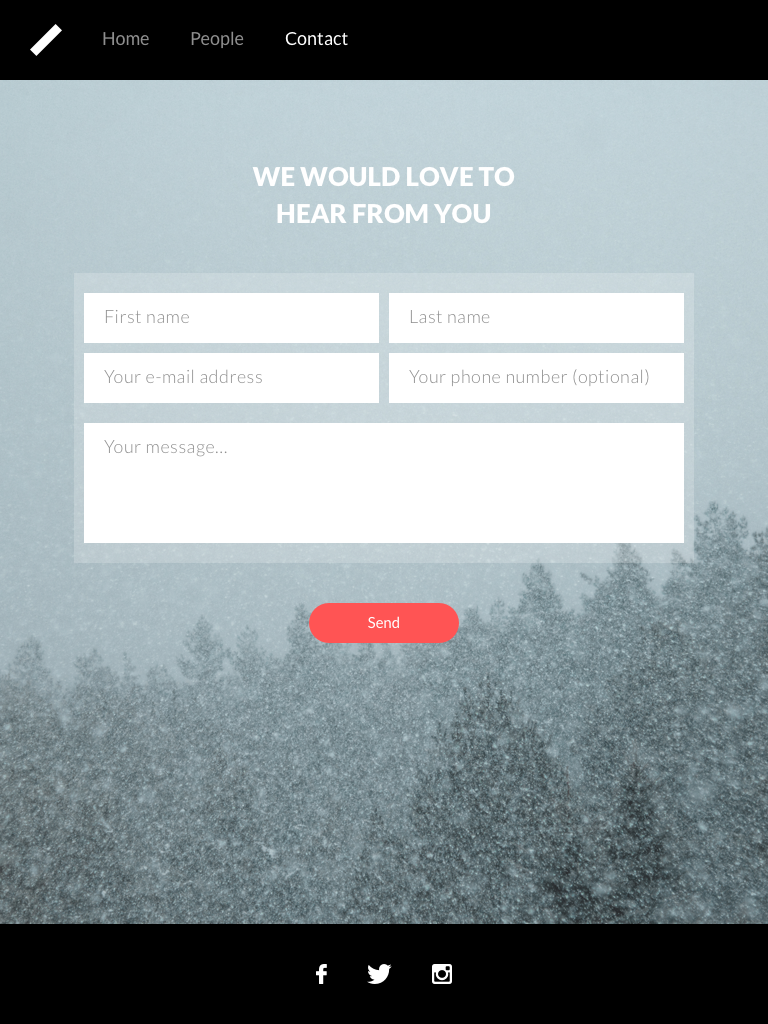 Home People Contact
WE WOULD LOVE TO
HEAR FROM YOU
First name Last name
Your e-mail address Your phone number (optional)
Your message...
Send